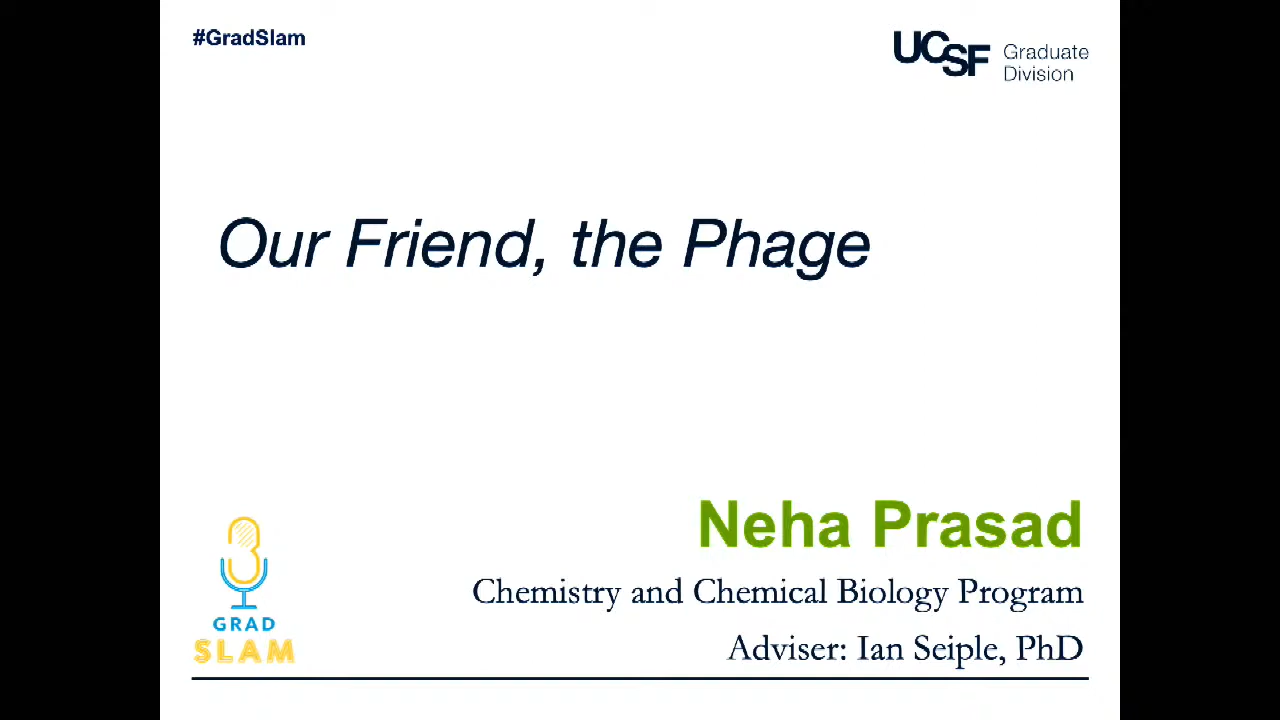 #GradSlam
UCSF Graduate
Division
Our Friend, the Phage
Neha Prasad
Chemistry and Chemical Biology Program
Adviser: Ian Seiple, PhD
GRAD
SLAM